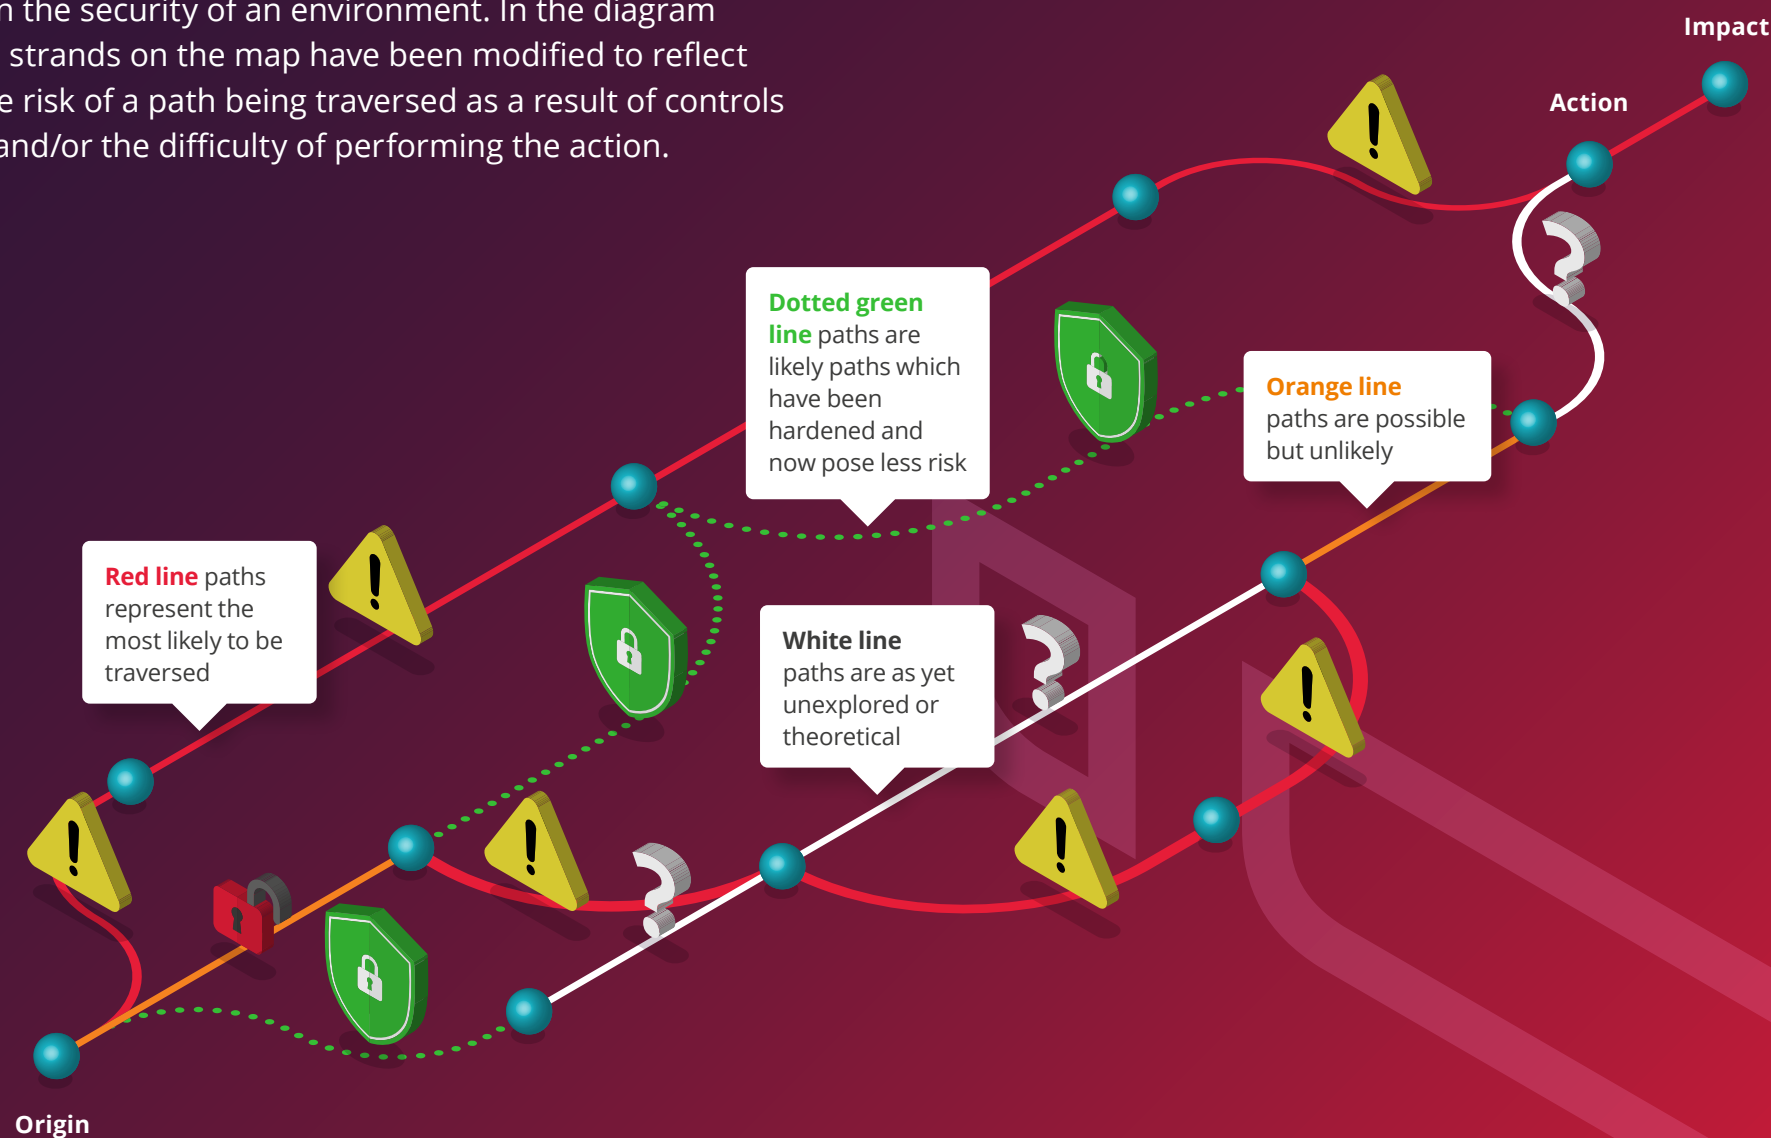 the security of an environment. In the diagram
strands on the map have been modified to reflect
risk of a path being traversed as a result of controls
and/or the difficulty of performing the action.
Impact
Action
Dotted green
line paths are
likely paths which
have been
hardened and
now pose less risk
Orange line
paths are possible
but unlikely
Red line paths
represent the
most likely to be
traversed
White line
paths are as yet
unexplored or
theoretical
Origin